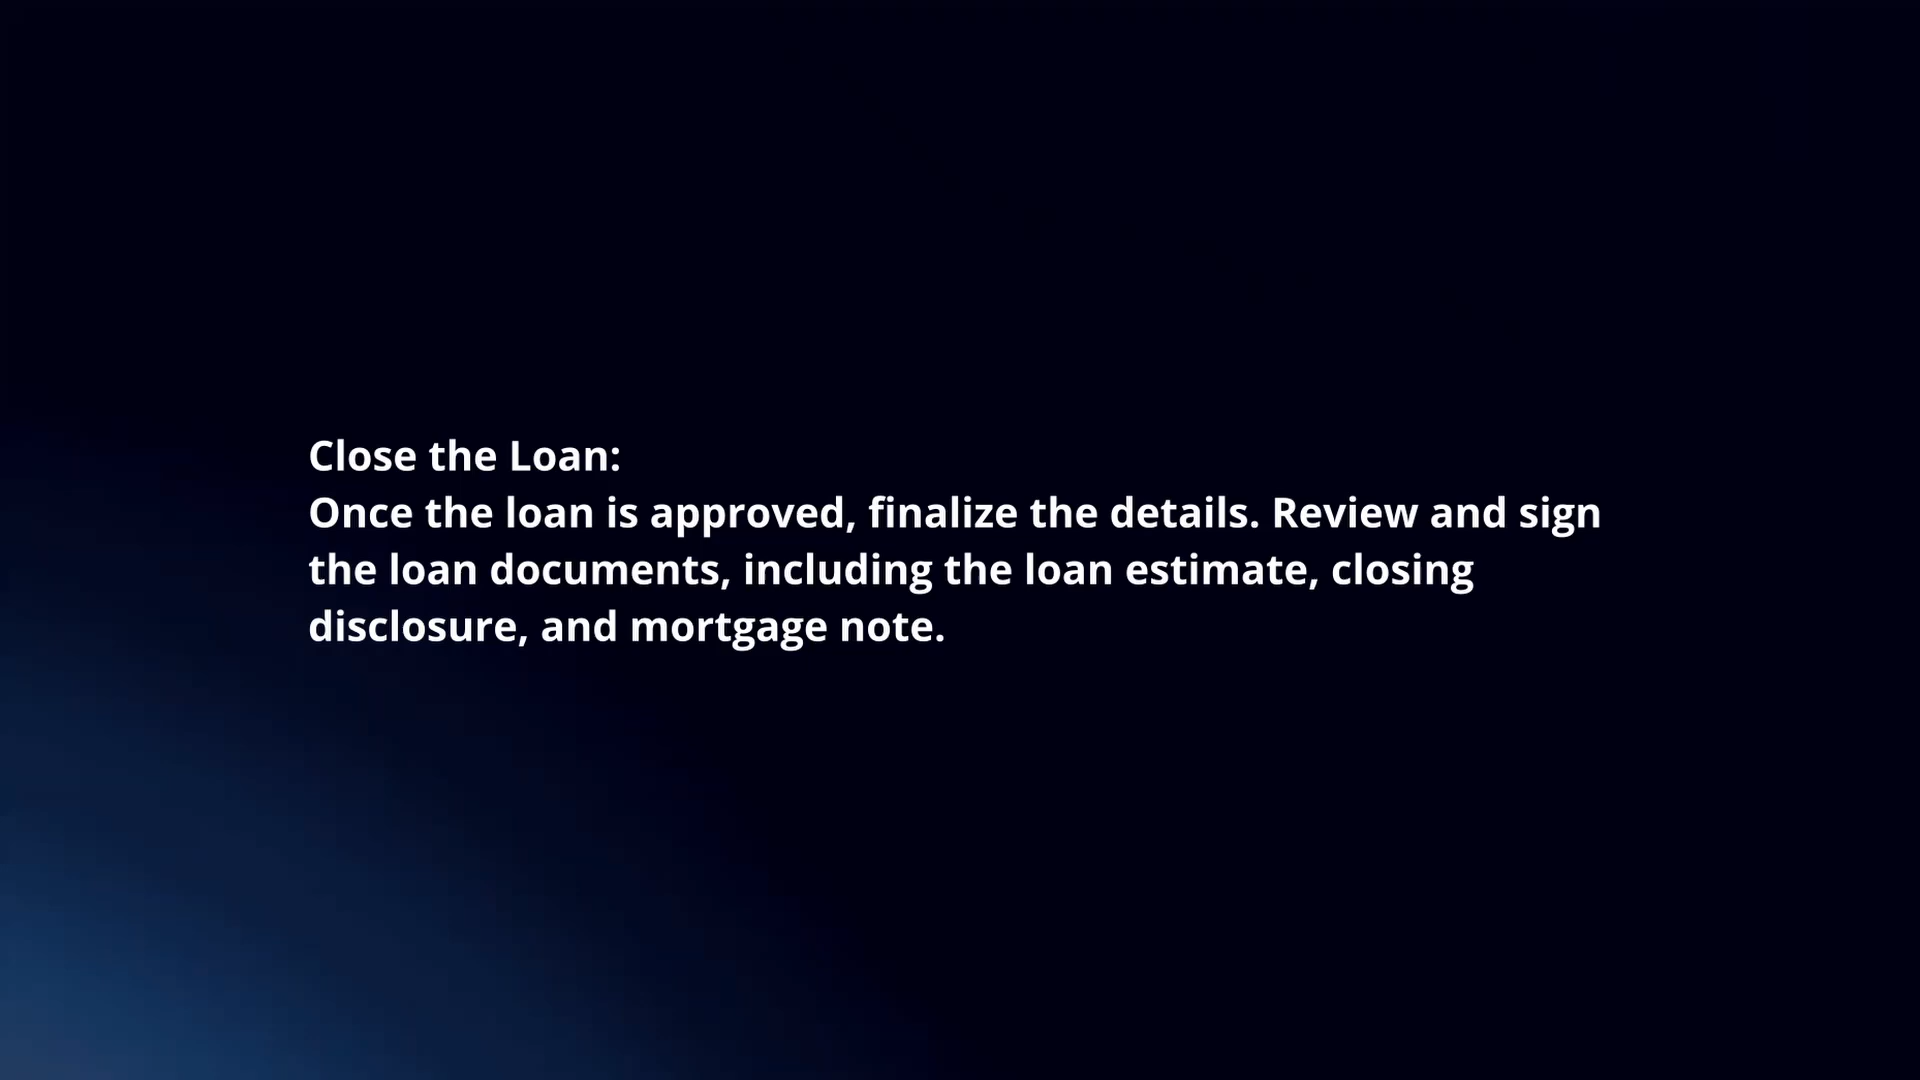 Close the Loan:
Once the loan is approved, finalize the details. Review and sign
the loan documents, including the loan estimate, closing
disclosure, and mortgage note.